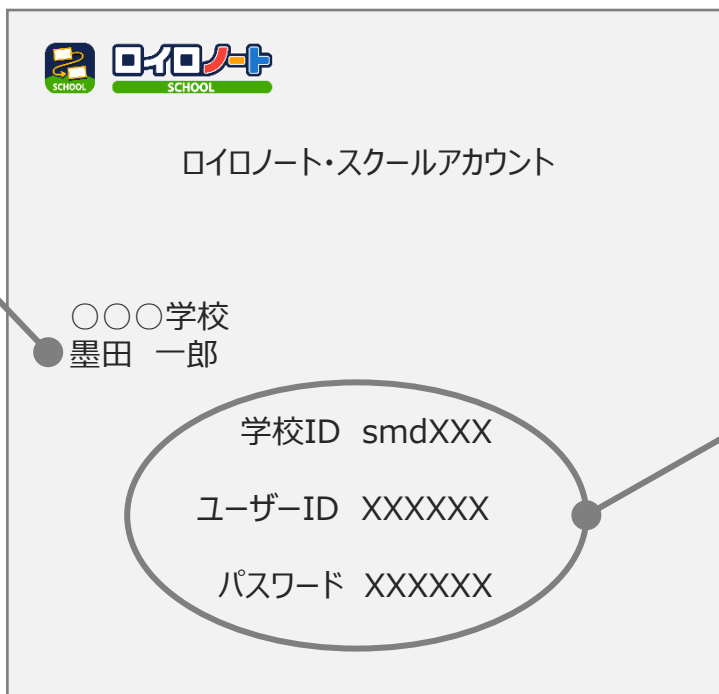 SCHOOL
ロイロノート
SCHOOL
ロイロノート・スクールアカウント
○○○学校
墨田　一郎
学校ID smdXXX
ユーザーID XXXXXX
パスワード XXXXXX